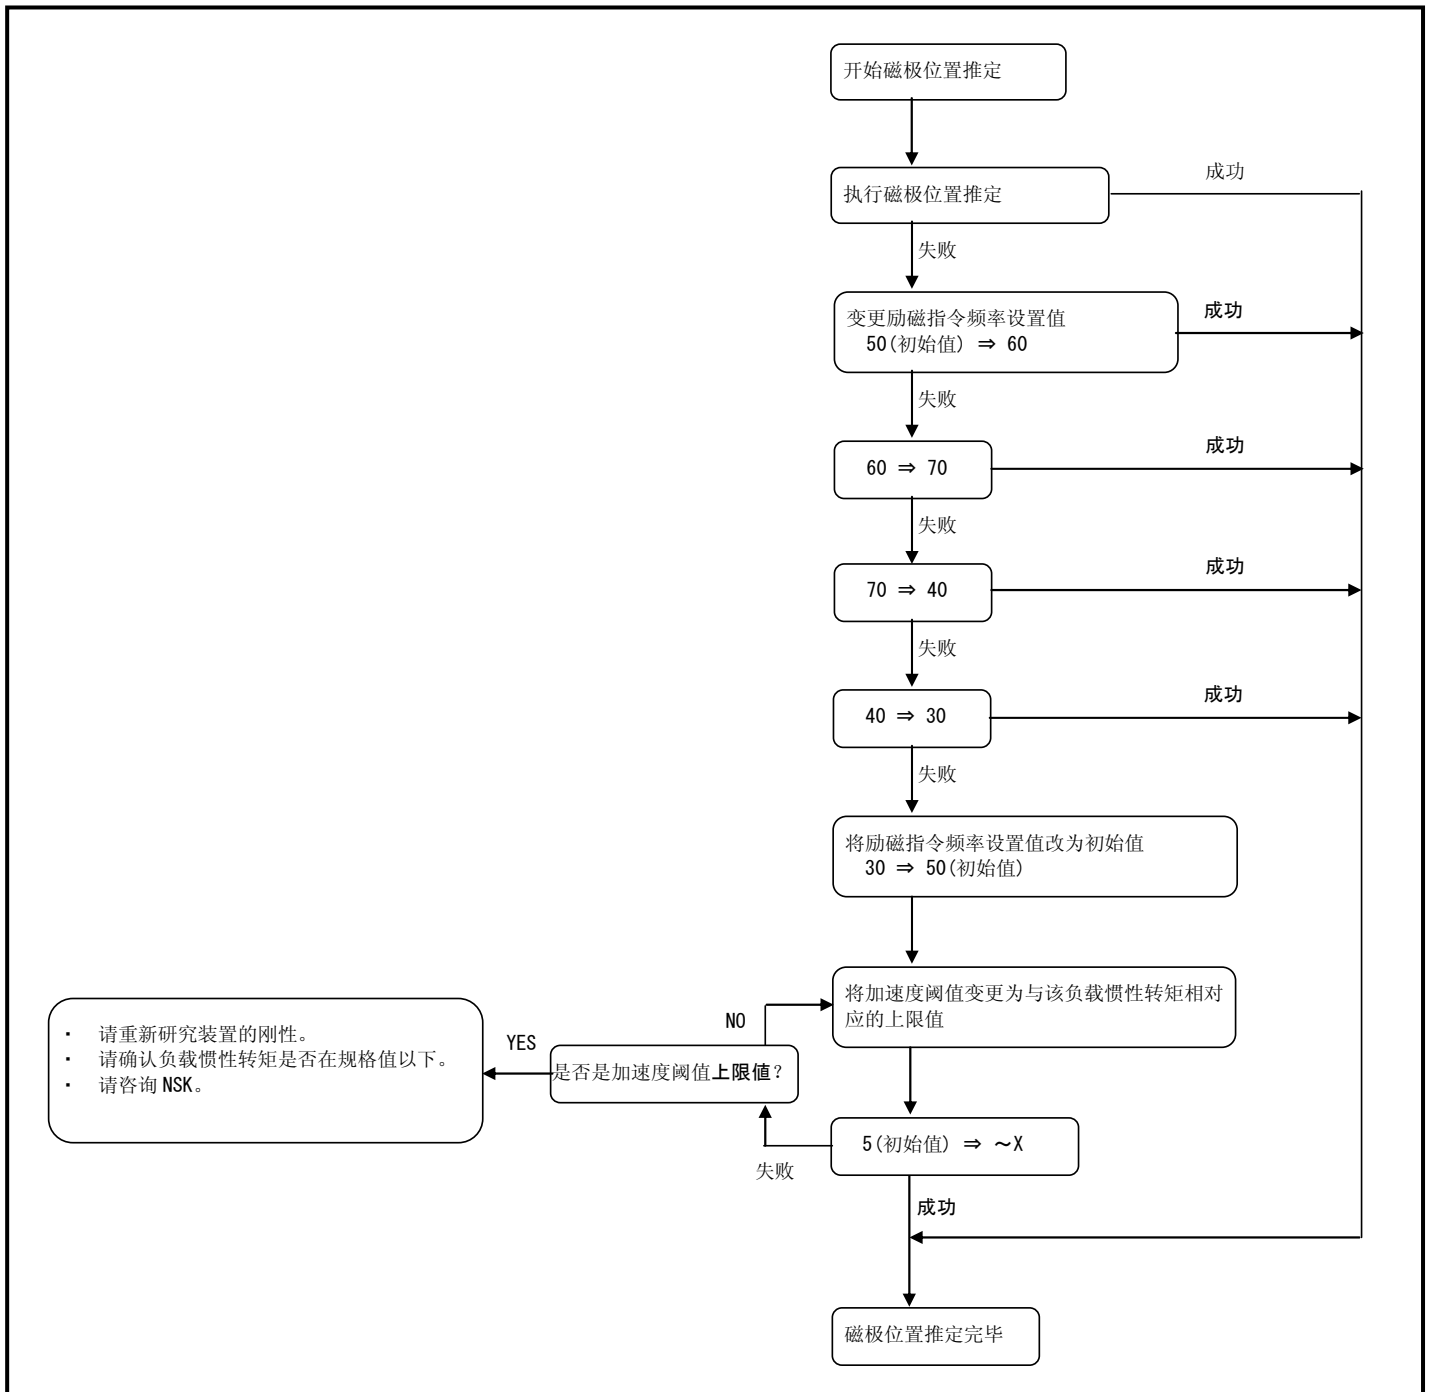 开始磁极位置推定
执行磁极位置推定
成功
失败
变更励磁指令频率设置值
50(初始值) ⇒ 60
成功
失败
60 ⇒ 70
成功
失败
70 ⇒ 40
成功
失败
40 ⇒ 30
成功
失败
将励磁指令频率设置值改为初始值
30 ⇒ 50(初始值)
将加速度阈值变更为与该负载惯性转矩相对
应的上限值
NO
YES
是否是加速度阈值上限値?
· 请重新研究装置的刚性。
· 请确认负载惯性转矩是否在规格值以下。
· 请咨询 NSK。
5(初始值) ⇒ ~X
失败
成功
磁极位置推定完毕